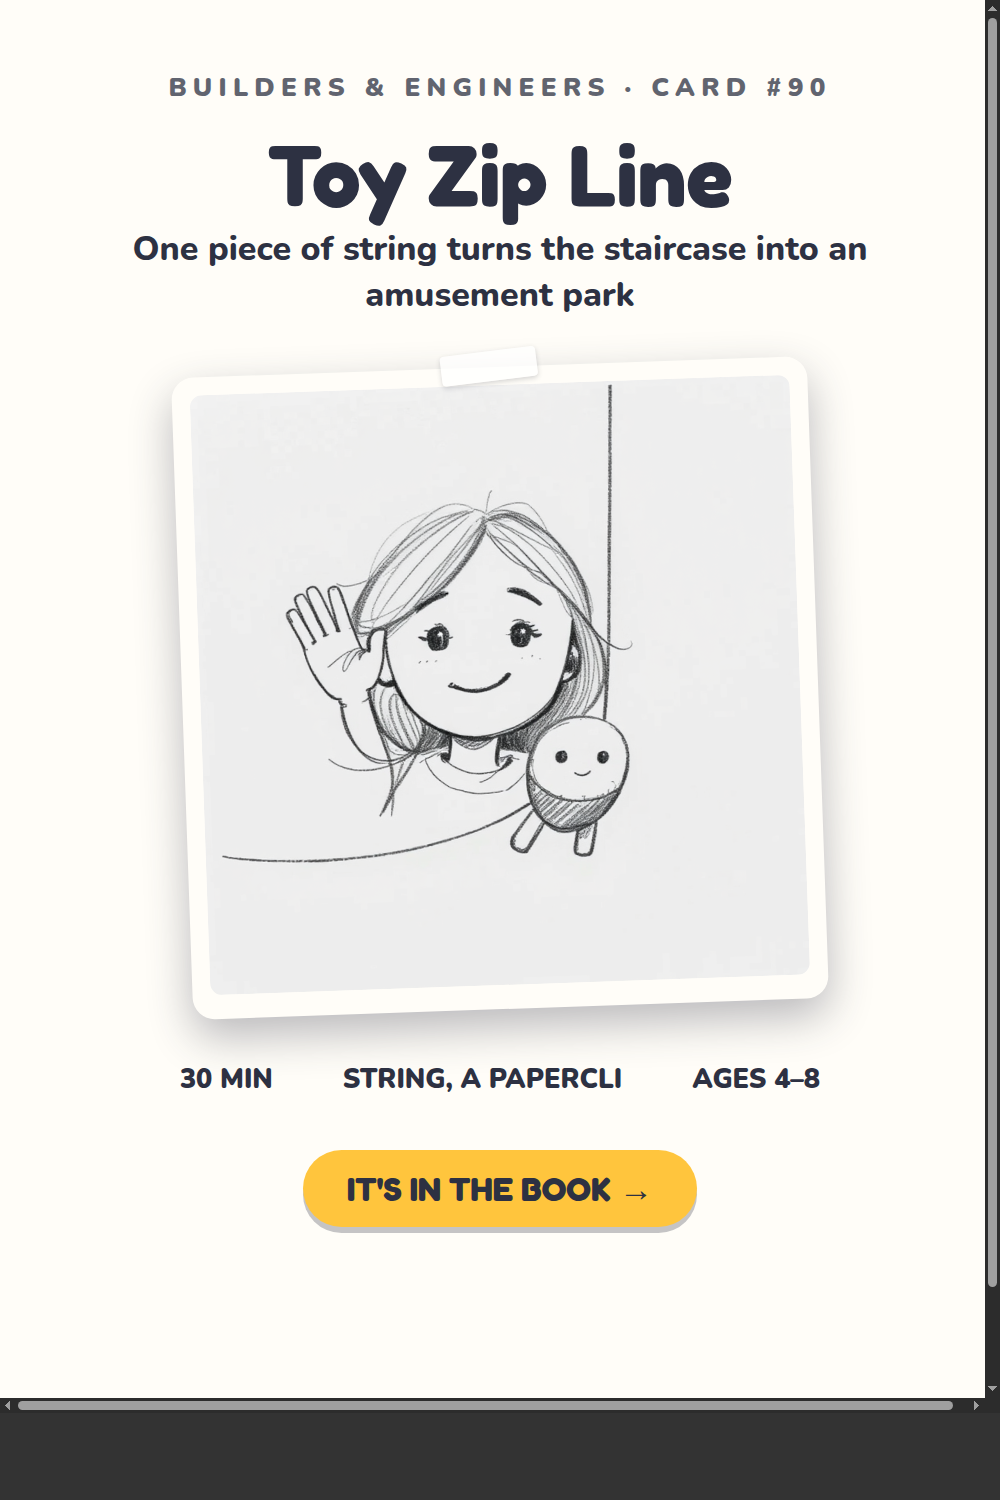 BUILDERS & ENGINEERS · CARD #90
Toy Zip Line
One piece of string turns the staircase into an
amusement park
30 MIN
STRING, A PAPERCLI
AGES 4–8
IT'S IN THE BOOK →